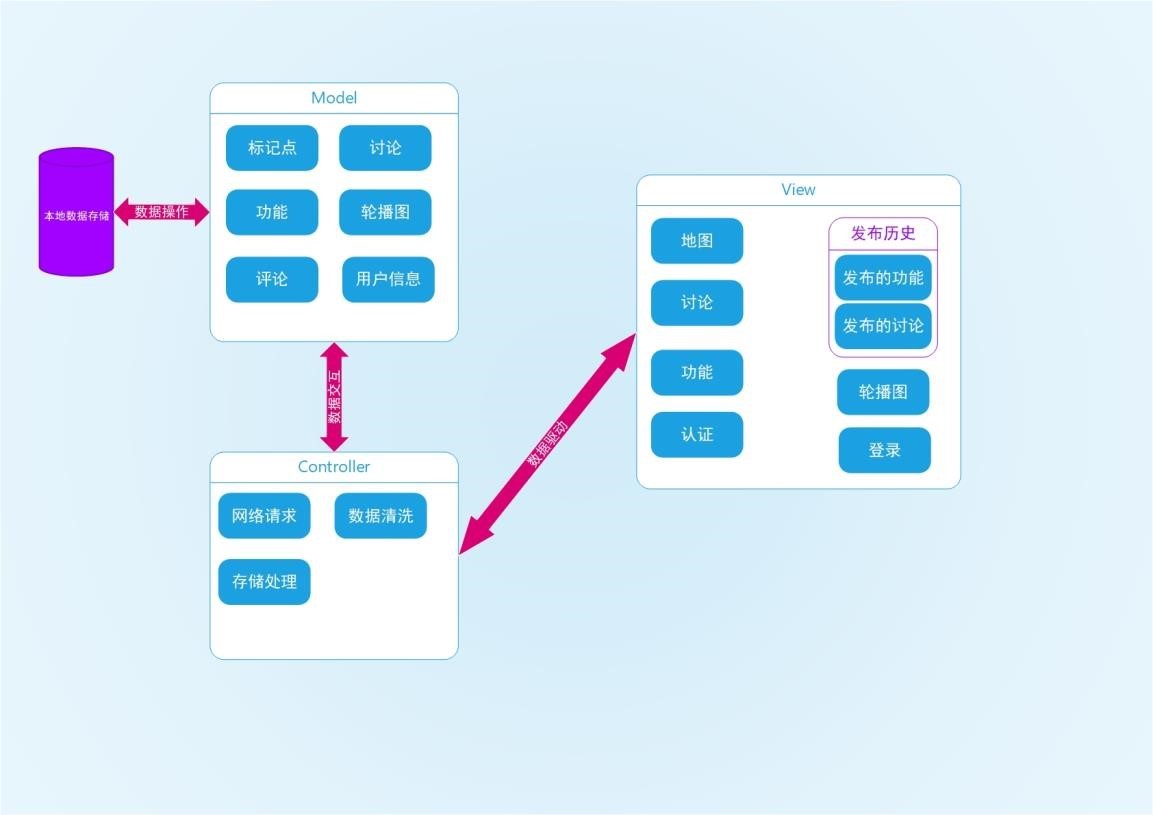 Model
标记点
讨论
功能
轮播图
评论
用户信息
本地数据存储
数据操作
数据交互
Controller
网络请求
数据清洗
存储处理
数据驱动
View
地图
讨论
功能
认证
发布历史
发布的功能
发布的讨论
轮播图
登录